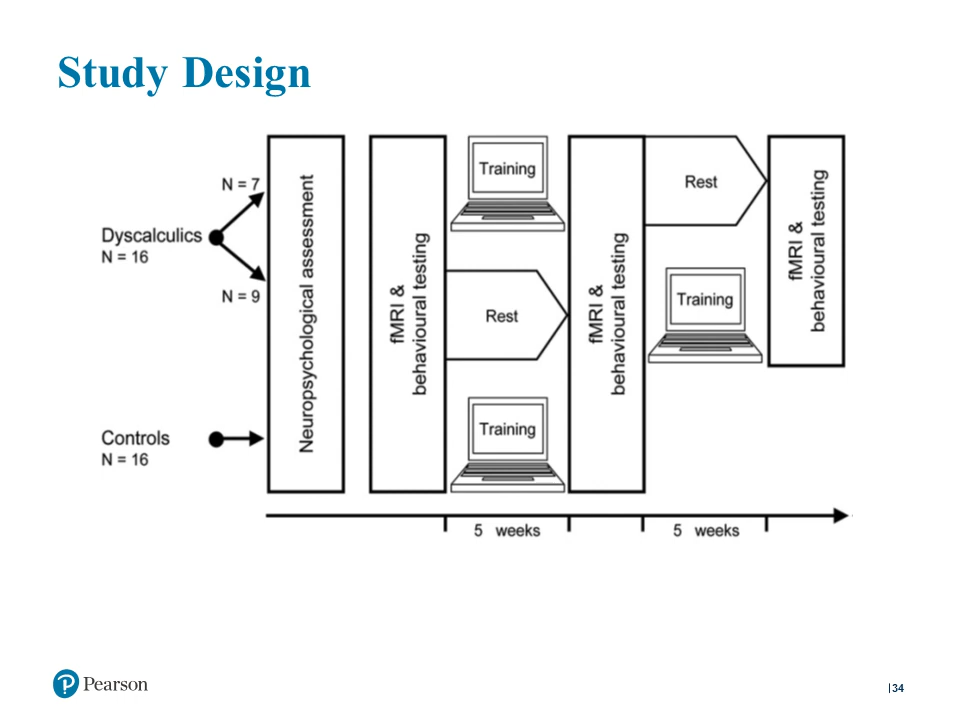 Study Design
N = 7
Dyscalculics
N = 16
N = 9
Controls
N = 16
Neuropsychological assessment
fMRI &
behavioural testing
Training
Rest
Training
fMRI &
behavioural testing
Rest
Training
fMRI &
behavioural testing
5 weeks
5 weeks
P Pearson
|34